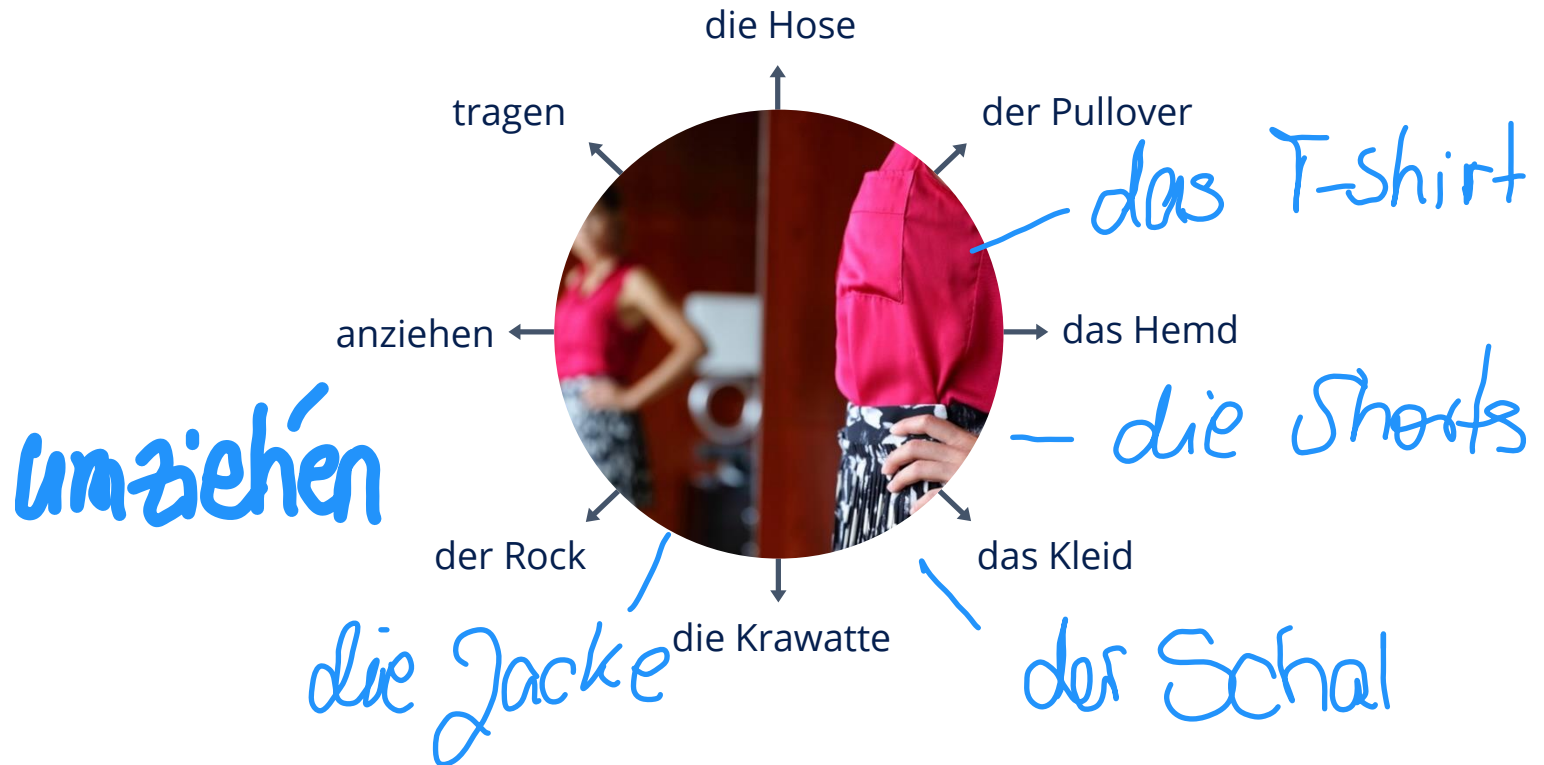 die Hose
tragen
der Pullover
das T-Shirt
anziehen
das Hemd
die Shorts
umziehen
der Rock
das Kleid
die Jacke
die Krawatte
der Schal